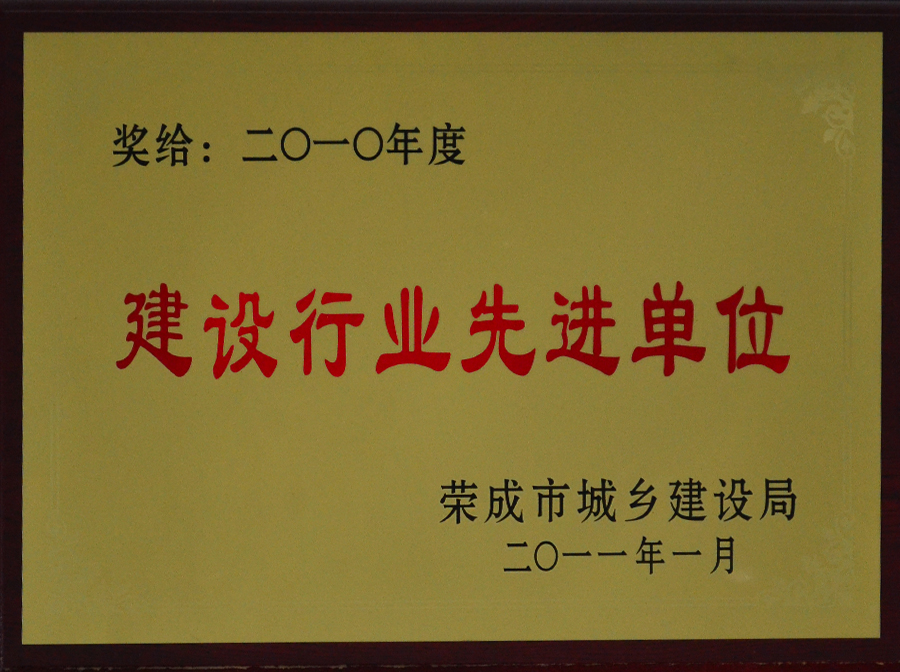 奖给：二〇一〇年度
建设行业先进单位
荣成市城乡建设局
二〇一一年一月